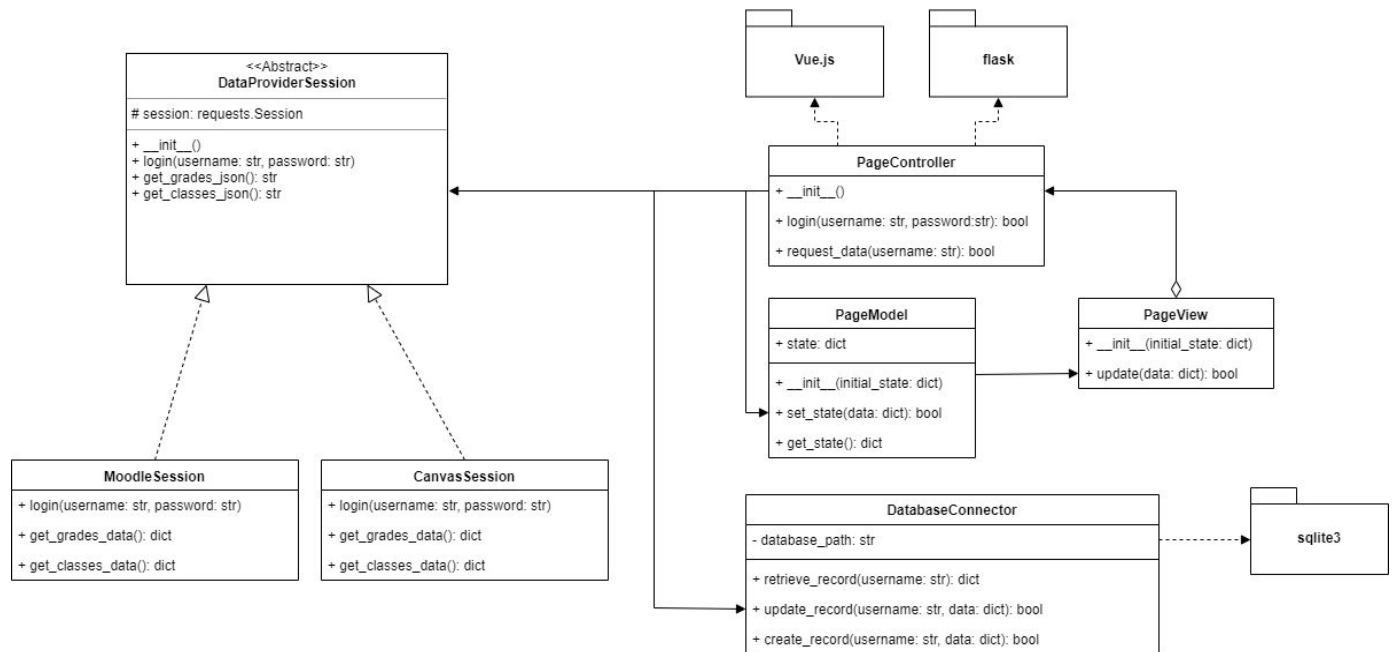 Vue.js
flask
<<Abstract>>
DataProviderSession
# session: requests.Session
+ __init__()
+ login(username: str, password: str)
+ get_grades_json(): str
+ get_classes_json(): str
PageController
+ __init__()
+ login(username: str, password:str): bool
+ request_data(username: str): bool
PageModel
+ state: dict
+ __init__(initial_state: dict)
+ set_state(data: dict): bool
+ get_state(): dict
PageView
+ __init__(initial_state: dict)
+ update(data: dict): bool
MoodleSession
+ login(username: str, password: str)
+ get_grades_data(): dict
+ get_classes_data(): dict
CanvasSession
+ login(username: str, password: str)
+ get_grades_data(): dict
+ get_classes_data(): dict
DatabaseConnector
- database_path: str
+ retrieve_record(username: str): dict
+ update_record(username: str, data: dict): bool
+ create_record(username: str, data: dict): bool
sqlite3